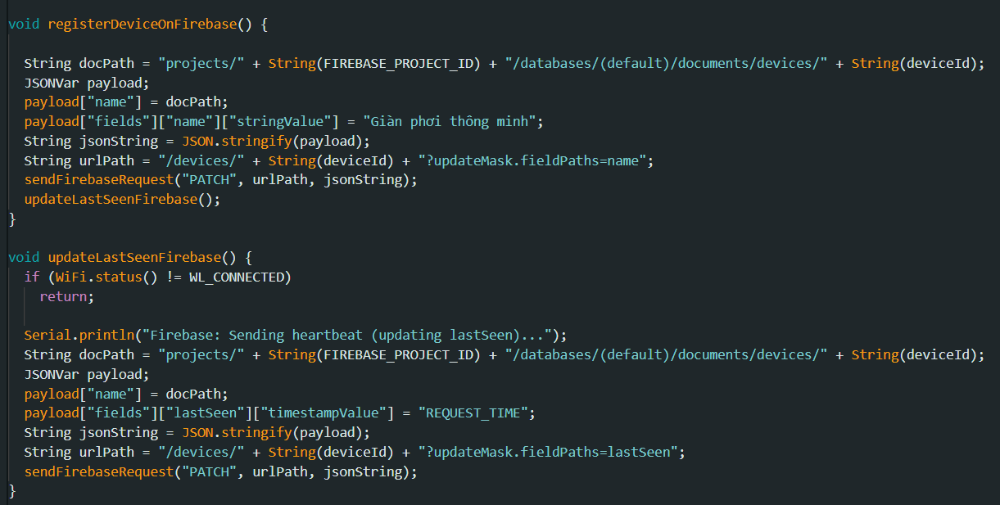 void registerDeviceOnFirebase() {
String docPath = "projects/" + String(FIREBASE_PROJECT_ID) + "/databases/(default)/documents/devices/" + String(deviceId);
JSONVar payload;
payload["name"] = docPath;
payload["fields"]["name"]["stringValue"] = "Giàn phơi thông minh";
String jsonString = JSON.stringify(payload);
String urlPath = "/devices/" + String(deviceId) + "?updateMask.fieldPaths=name";
sendFirebaseRequest("PATCH", urlPath, jsonString);
updateLastSeenFirebase();
}
void updateLastSeenFirebase() {
if (WiFi.status() != WL_CONNECTED)
return;
Serial.println("Firebase: Sending heartbeat (updating lastSeen)...");
String docPath = "projects/" + String(FIREBASE_PROJECT_ID) + "/databases/(default)/documents/devices/" + String(deviceId);
JSONVar payload;
payload["name"] = docPath;
payload["fields"]["lastSeen"]["timestampValue"] = "REQUEST_TIME";
String jsonString = JSON.stringify(payload);
String urlPath = "/devices/" + String(deviceId) + "?updateMask.fieldPaths=lastSeen";
sendFirebaseRequest("PATCH", urlPath, jsonString);
}